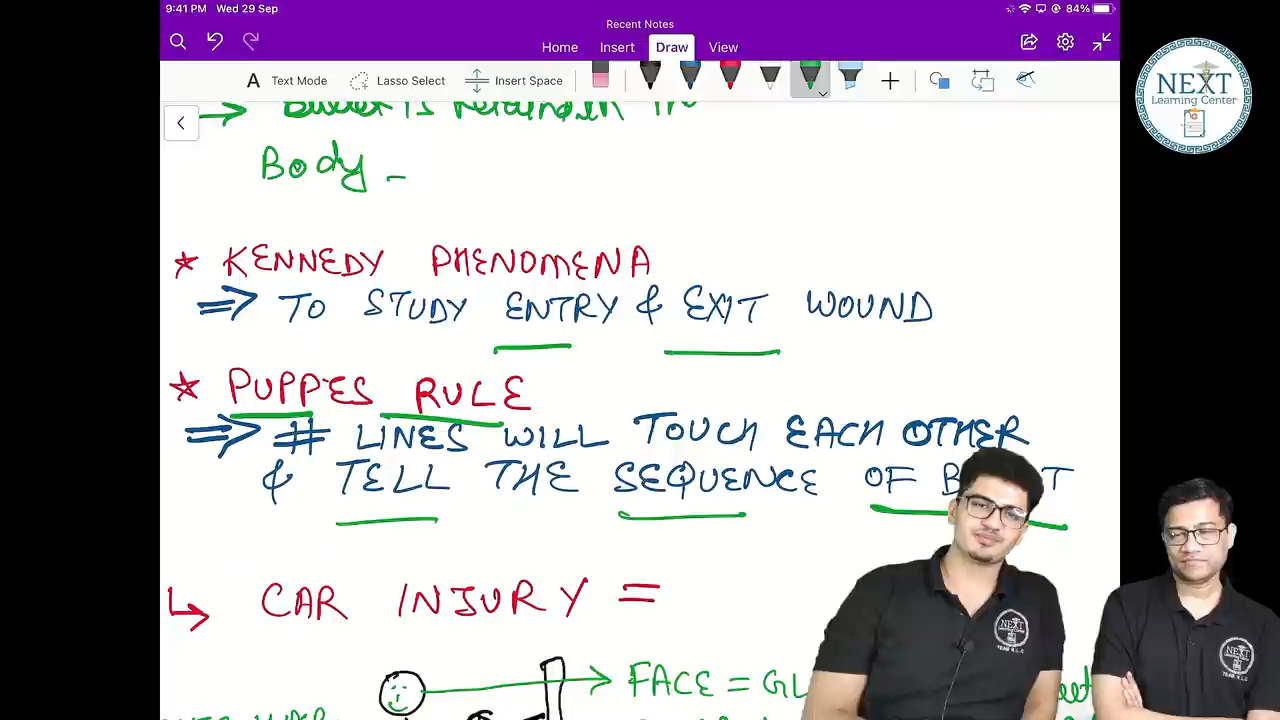 9:41 PM Wed 29 Sep
84%
Recent Notes
Home Insert Draw View
Text Mode Lasso Select Insert Space
Body -
* KENNEDY PHENOMENA
=> TO STUDY ENTRY & EXIT WOUND
* PUPPES RULE
=> # LINES WILL TOUCH EACH OTHER
& TELL THE SEQUENCE OF
CAR INJURY =
FACE =
NEXT
Learning Center
NEXT
NEXT